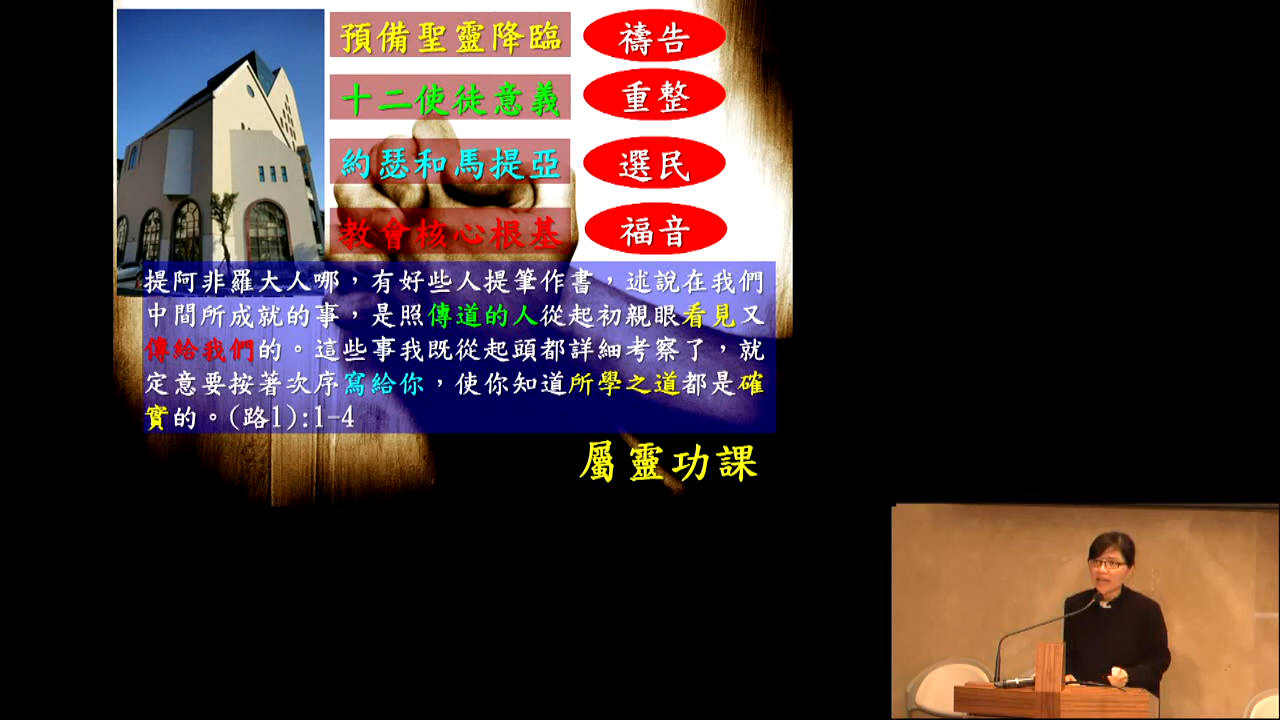 預備聖靈降臨 禱告
十二使徒意義 重整
約瑟和馬提亞 選民
教會核心根基 福音
提阿非羅大人哪，有好些人提筆作書，述說在我們
中間所成就的事，是照傳道的人從起初親眼看見又
傳給我們的。這些事我既從起頭都詳細考察了，就
定意要按著次序寫給你，使你知道所學之道都是確
實的。(路1):1-4
屬靈功課